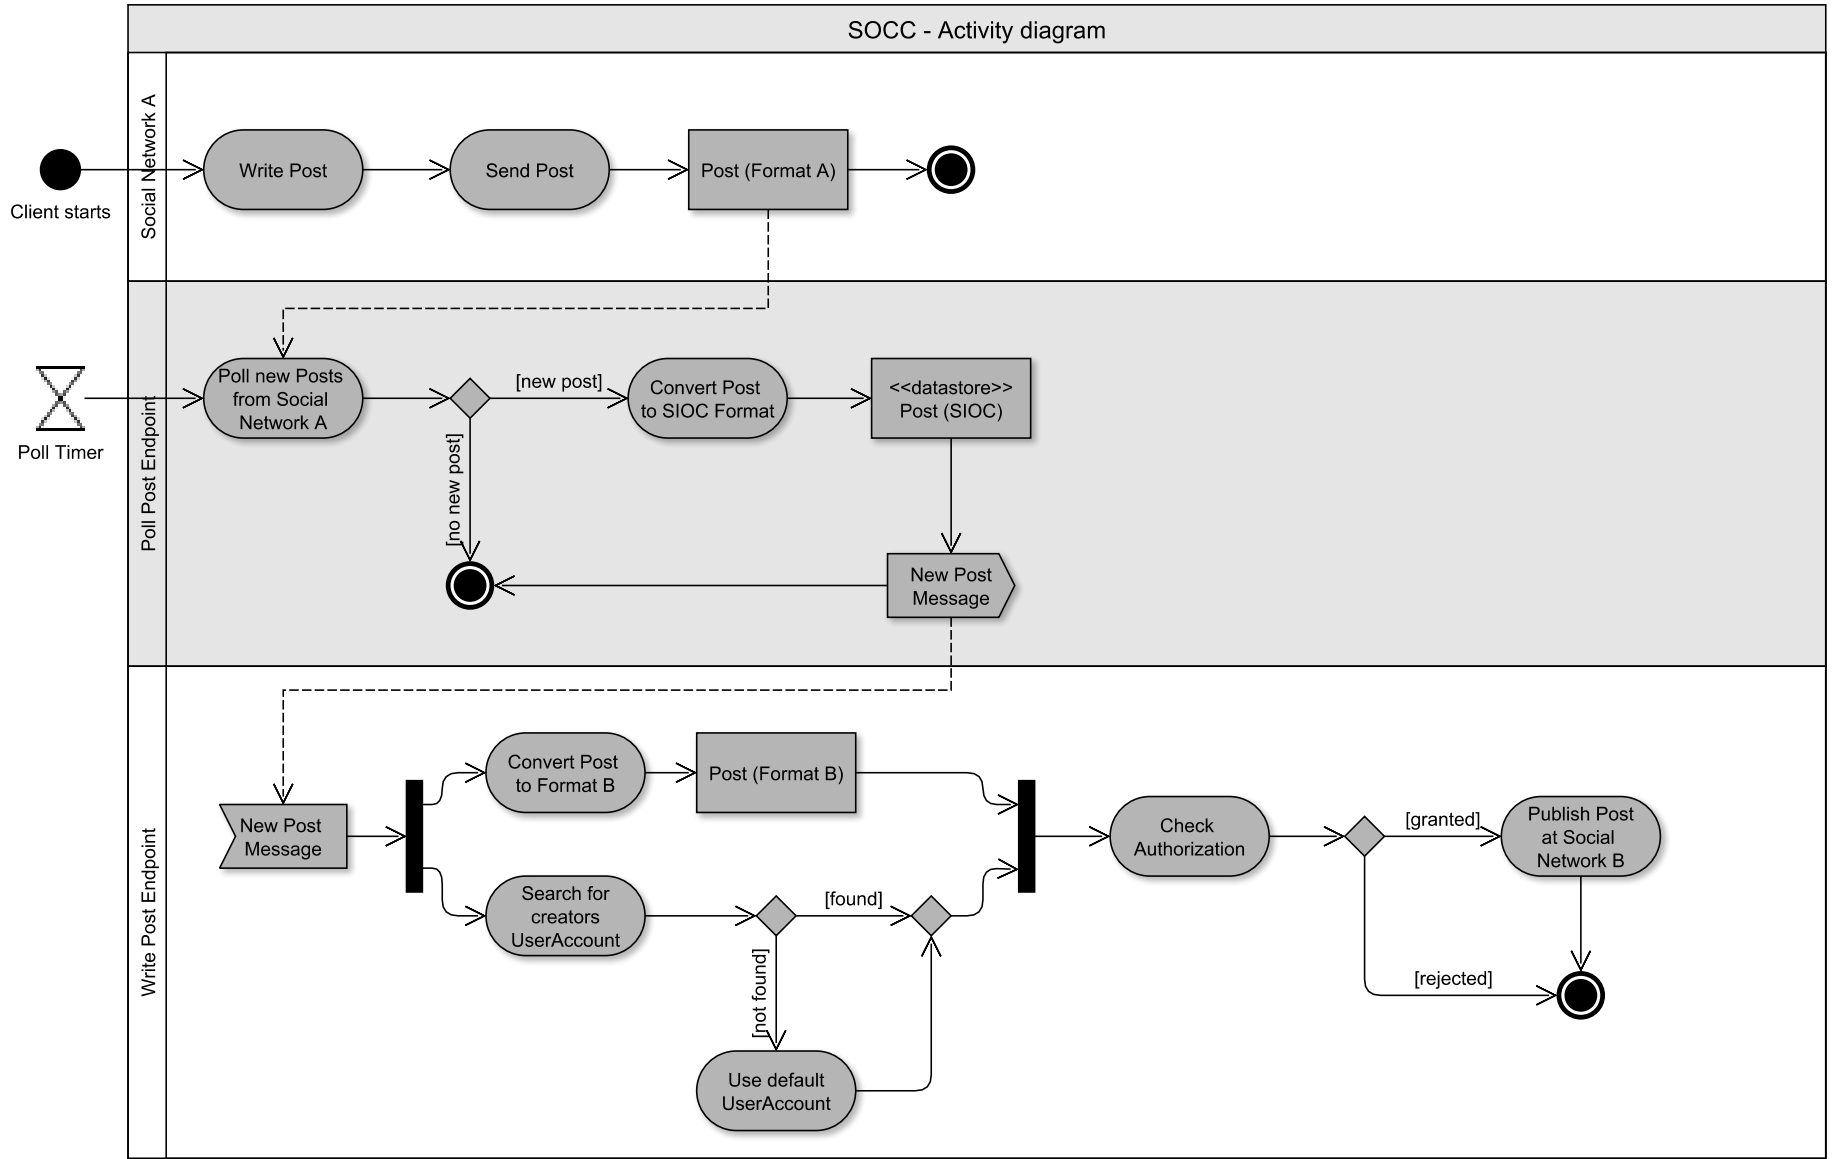 SOCC - Activity diagram
Social Network A
Client starts
Write Post
Send Post
Post (Format A)
Poll Post Endpoint
Poll Timer
Poll new Posts
from Social
Network A
[new post]
[no new post]
Convert Post
to SIOC Format
<<datastore>>
Post (SIOC)
New Post
Message
Write Post Endpoint
New Post
Message
Convert Post
to Format B
Post (Format B)
Search for
creators
UserAccount
[found]
[not found]
Use default
UserAccount
Check
Authorization
[granted]
[rejected]
Publish Post
at Social
Network B